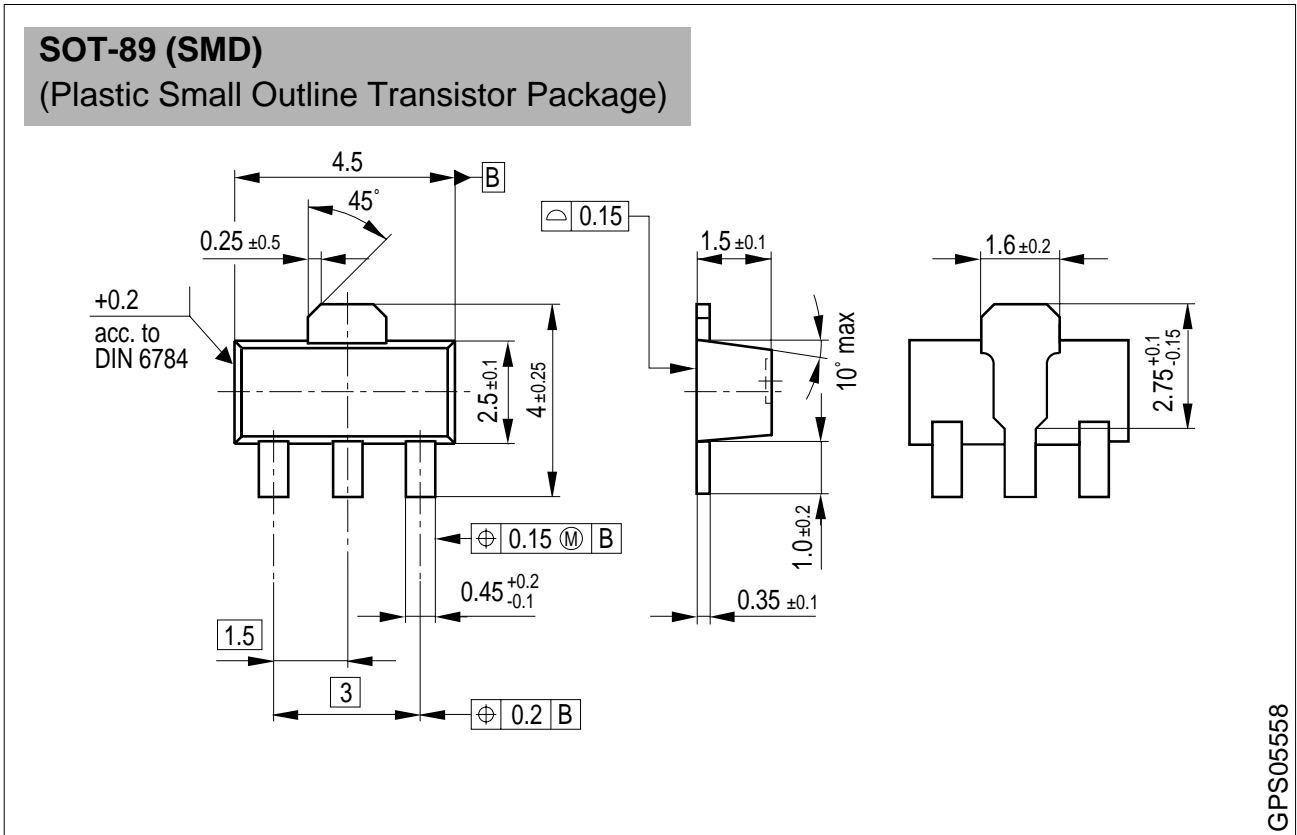 SOT-89 (SMD)
(Plastic Small Outline Transistor Package)
4.5
B
45°
0.25 ±0.5
+0.2
acc. to
DIN 6784
2.5±0.1
4±0.25
0.15 Ⓜ B
0.45 +0.2 -0.1
1.5
3
0.2 B
0.15
1.5±0.1
10° max
1.0±0.2
0.35 ±0.1
1.6±0.2
2.75 +0.1 -0.15
GPS05558